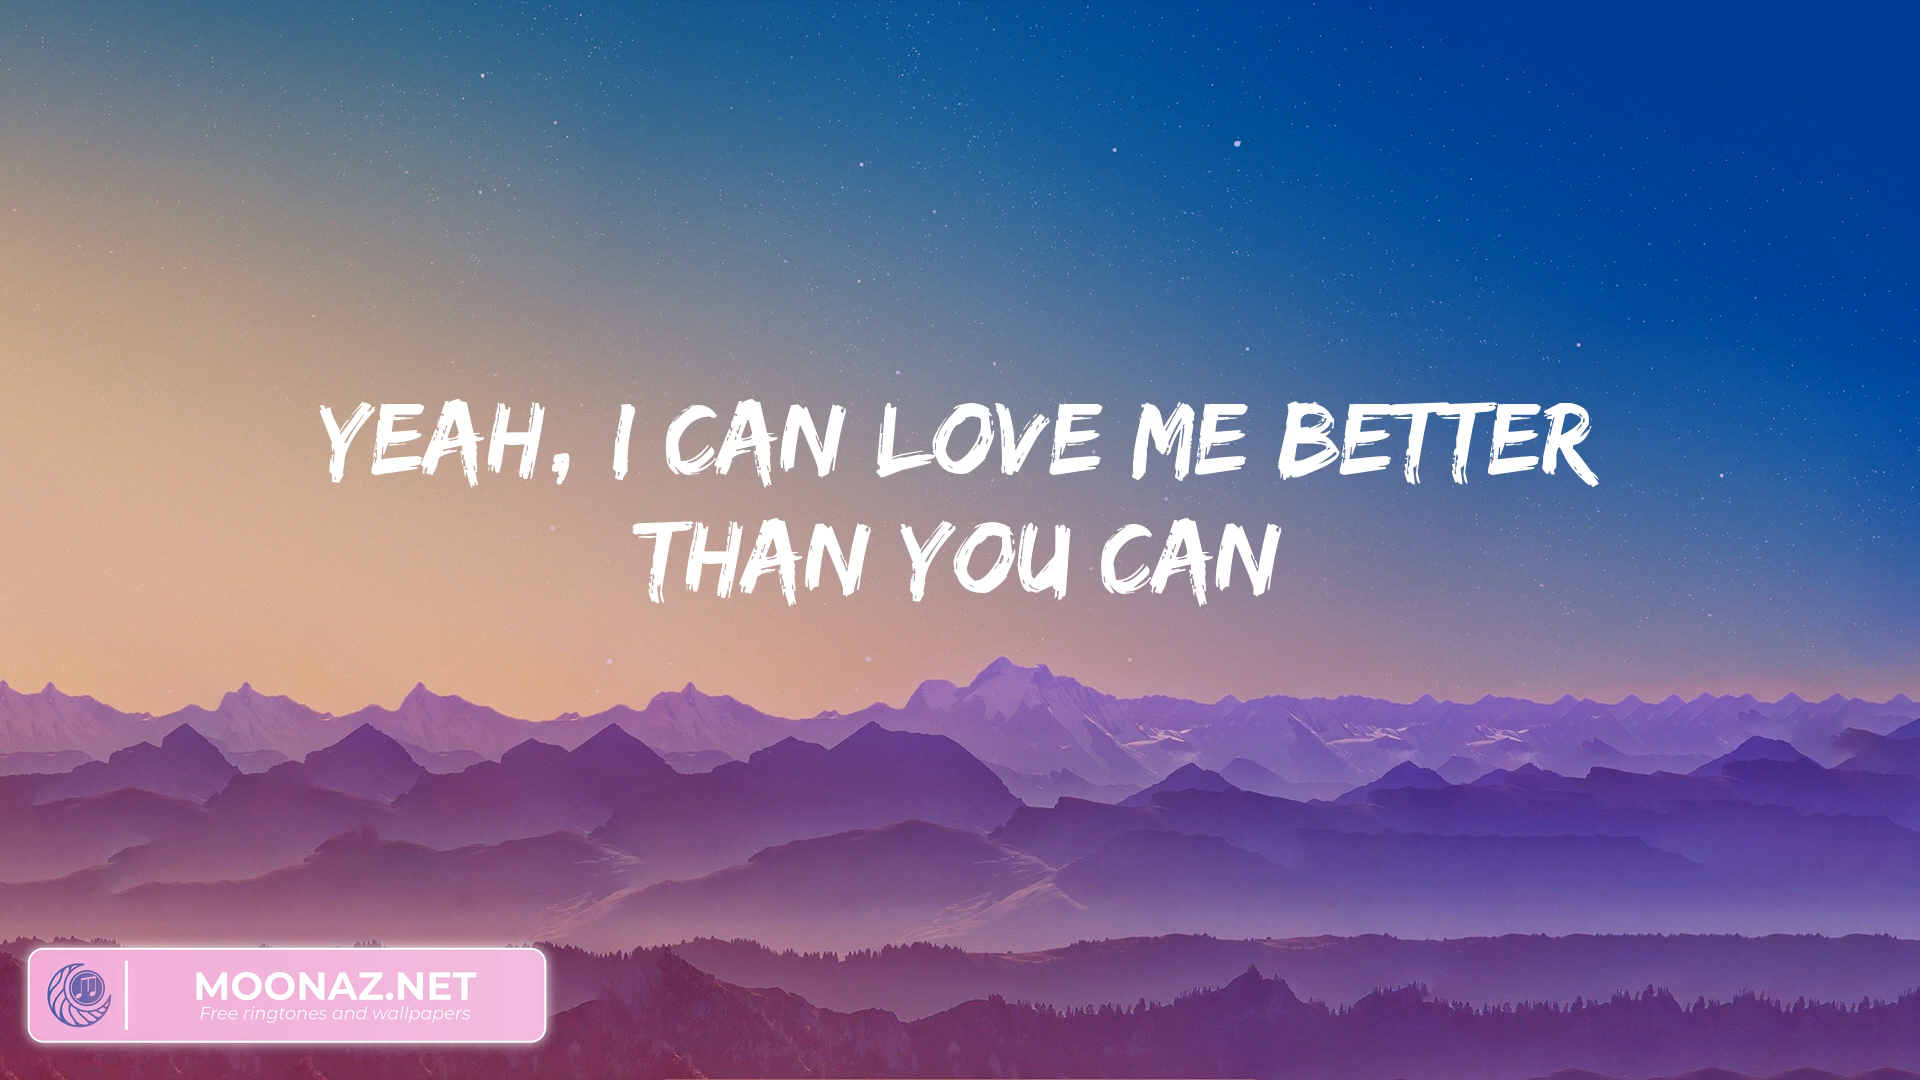 YEAH, I CAN LOVE ME BETTER
THAN YOU CAN
MOONAZ.NET
Free ringtones and wallpapers